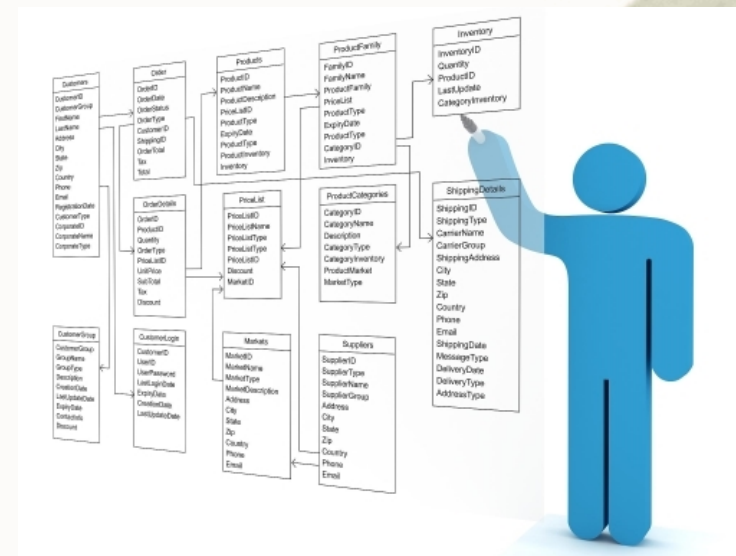 Customers
CustomerID
CustomerGroup
FirstName
LastName
Address
City
State
Zip
Country
Phone
Email
RegistrationDate
CustomerType
CorporateID
CorporateName
CorporateType
Order
OrderID
OrderDate
OrderStatus
OrderType
CustomerID
ShippingID
OrderTotal
Tax
Total
Products
ProductID
ProductName
ProductDescription
PriceListID
ProductType
ExpiryDate
ProductType
ProductInventory
Inventory
ProductFamily
FamilyID
FamilyName
ProductFamily
PriceList
ProductType
ExpiryDate
ProductType
CategoryID
Inventory
Inventory
InventoryID
Quantity
ProductID
LastUpdate
CategoryInventory
OrderDetails
OrderID
ProductID
Quantity
OrderType
PriceListID
UnitPrice
SubTotal
Tax
Discount
PriceList
PriceListID
PriceListName
PriceListType
PriceListType
PriceListID
Discount
MarketID
ProductCategories
CategoryID
CategoryName
Description
CategoryType
CategoryInventory
ProductMarket
MarketType
ShippingDetails
ShippingID
ShippingType
CarrierName
CarrierGroup
ShippingAddress
City
State
Zip
Country
Phone
Email
ShippingDate
MessageType
DeliveryDate
DeliveryType
AddressType
CustomerGroup
CustomerGroup
GroupName
GroupType
Description
CreationDate
LastUpdateDate
ExpiryDate
ContactInfo
Discount
CustomerLogin
CustomerID
UserID
UserPassword
LastLoginDate
ExpiryDate
CreationDate
LastUpdateDate
Markets
MarketID
MarketName
MarketType
MarketDescription
Address
City
State
Zip
Country
Phone
Email
Suppliers
SupplierID
SupplierType
SupplierName
SupplierGroup
Address
City
State
Zip
Country
Phone
Email